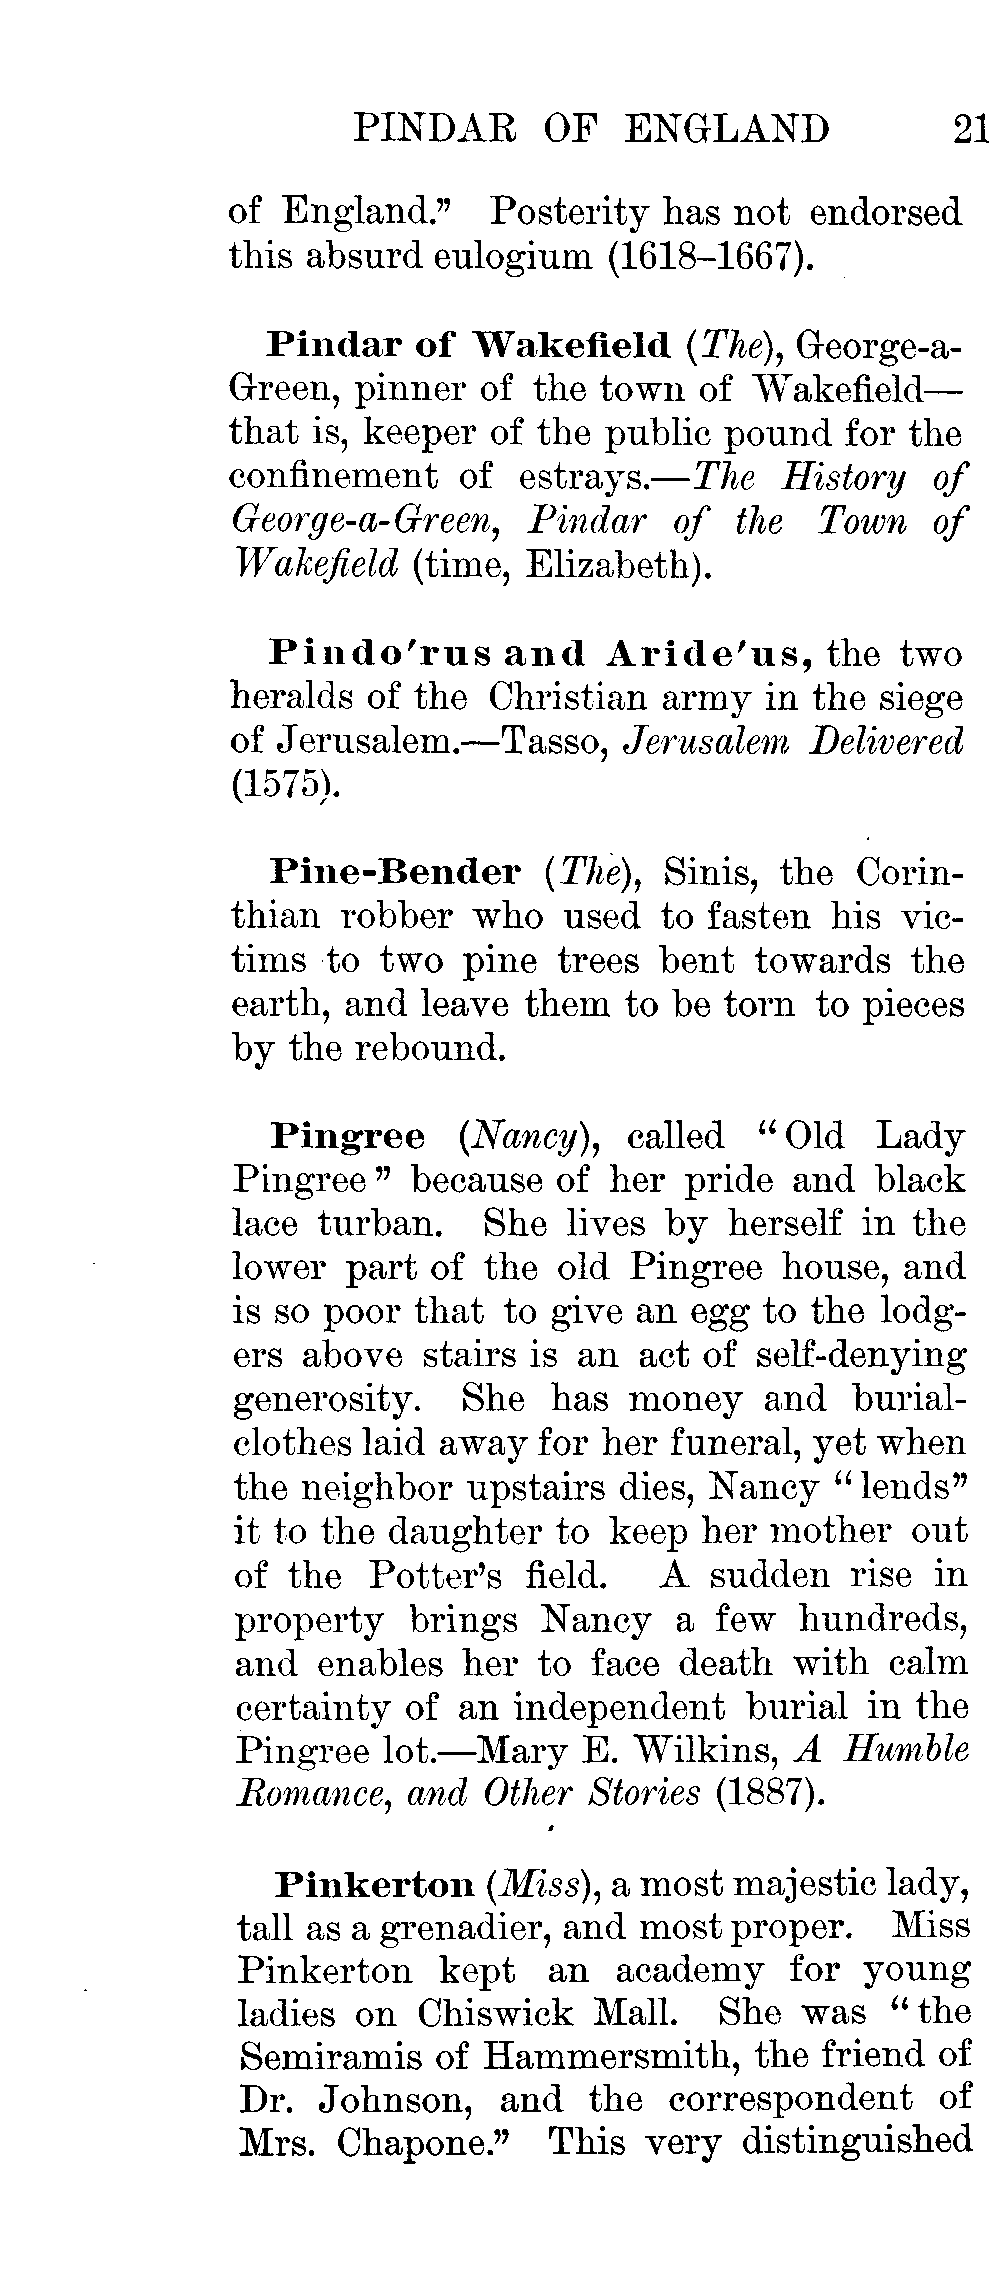 PINDAR OF ENGLAND 21
of England.” Posterity has not endorsed
this absurd eulogium (1618–1667).
Pindar of Wakefield (The), George-a-
Green, pinner of the town of Wakefield—
that is, keeper of the public pound for the
confinement of estrays.—The History of
George-a-Green, Pindar of the Town of
Wakefield (time, Elizabeth).
Pindo'rus and Aride'us, the two
heralds of the Christian army in the siege
of Jerusalem.—Tasso, Jerusalem Delivered
(1575).
Pine-Bender (The), Sinis, the Corin-
thian robber who used to fasten his vic-
tims to two pine trees bent towards the
earth, and leave them to be torn to pieces
by the rebound.
Pingree (Nancy), called “Old Lady
Pingree” because of her pride and black
lace turban. She lives by herself in the
lower part of the old Pingree house, and
is so poor that to give an egg to the lodg-
ers above stairs is an act of self-denying
generosity. She has money and burial-
clothes laid away for her funeral, yet when
the neighbor upstairs dies, Nancy “lends”
it to the daughter to keep her mother out
of the Potter’s field. A sudden rise in
property brings Nancy a few hundreds,
and enables her to face death with calm
certainty of an independent burial in the
Pingree lot.—Mary E. Wilkins, A Humble
Romance, and Other Stories (1887).
Pinkerton (Miss), a most majestic lady,
tall as a grenadier, and most proper. Miss
Pinkerton kept an academy for young
ladies on Chiswick Mall. She was “the
Semiramis of Hammersmith, the friend of
Dr. Johnson, and the correspondent of
Mrs. Chapone.” This very distinguished